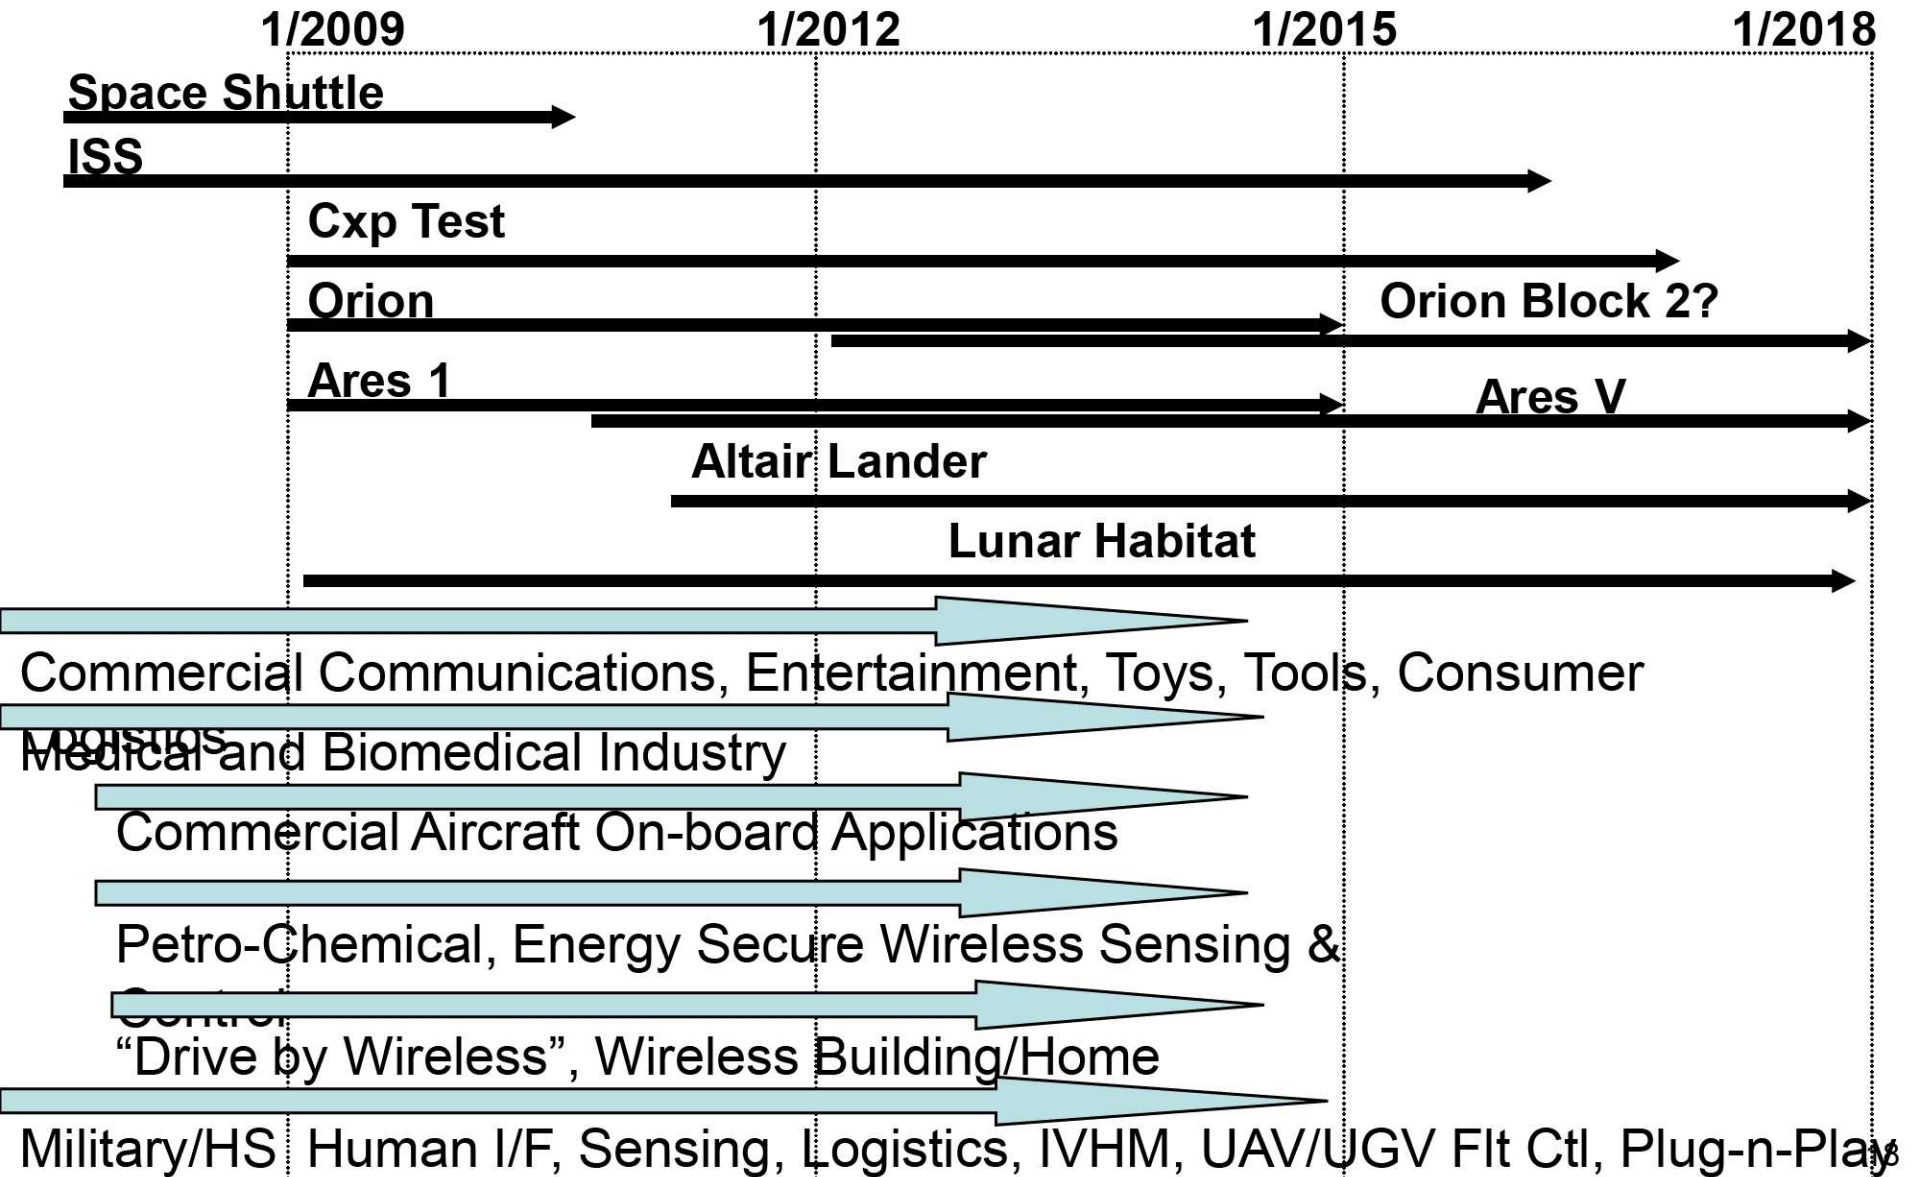 1/2009 1/2012 1/2015 1/2018
Space Shuttle
ISS
Cxp Test
Orion Orion Block 2?
Ares 1 Ares V
Altair Lander
Lunar Habitat
Commercial Communications, Entertainment, Toys, Tools, Consumer
Logistics
Medical and Biomedical Industry
Commercial Aircraft On-board Applications
Petro-Chemical, Energy Secure Wireless Sensing &
Control
“Drive by Wireless”, Wireless Building/Home
Military/HS Human I/F, Sensing, Logistics, IVHM, UAV/UGV Flt Ctl, Plug-n-Play